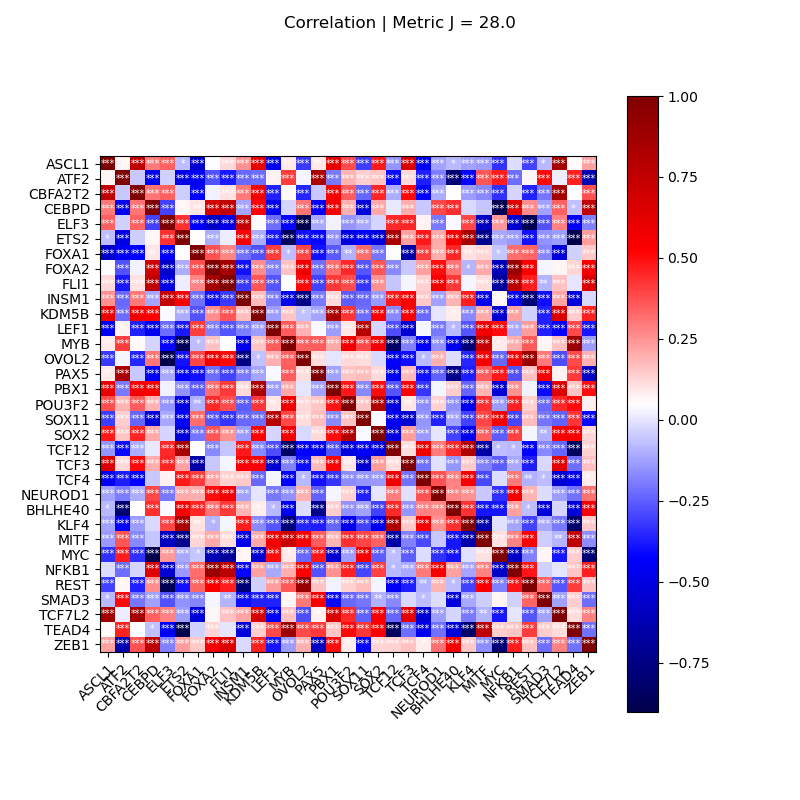 Correlation | Metric J = 28.0
ASCL1
ATF2
CBFA2T2
CEBPD
ELF3
ETS2
FOXA1
FOXA2
FLI1
INSM1
KDM5B
LEF1
MYB
OVOL2
PAX5
PBX1
POU3F2
SOX11
SOX2
TCF12
TCF3
TCF4
NEUROD1
BHLHE40
KLF4
MITF
MYC
NFKB1
REST
SMAD3
TCF7L2
TEAD4
ZEB1
ASCL1
ATF2
CBFA2T2
CEBPD
ELF3
ETS2
FOXA1
FOXA2
FLI1
INSM1
KDM5B
LEF1
MYB
OVOL2
PAX5
PBX1
POU3F2
SOX11
SOX2
TCF12
TCF3
TCF4
NEUROD1
BHLHE40
KLF4
MITF
MYC
NFKB1
REST
SMAD3
TCF7L2
TEAD4
ZEB1
1.00
0.75
0.50
0.25
0.00
−0.25
−0.50
−0.75